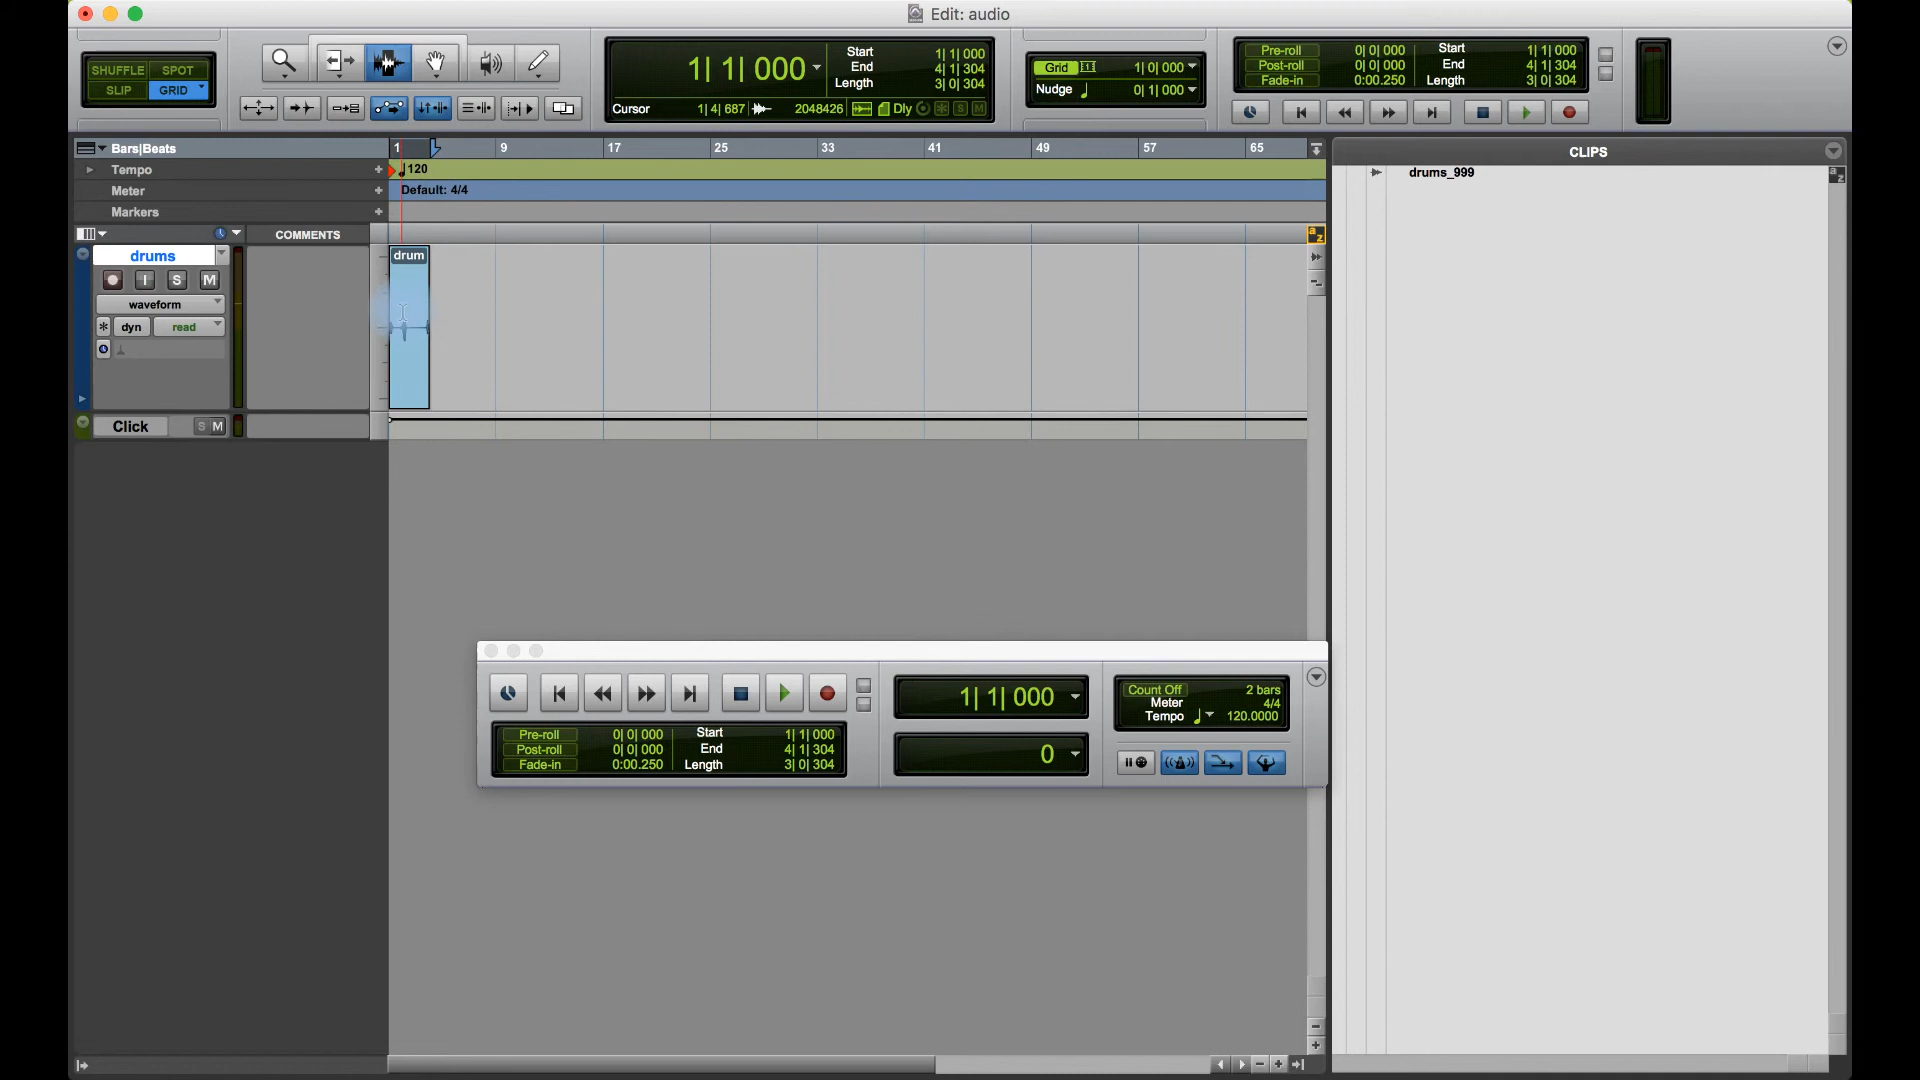 Edit: audio
SHUFFLE SPOT
SLIP GRID
1| 1| 000
Start 1| 1| 000
End 4| 1| 304
Length 3| 0| 304
Cursor 1| 4| 687 2048426 Dly S M
Grid 1| 0| 000
Nudge 0| 1| 000
Pre-roll 0| 0| 000 Start 1| 1| 000
Post-roll 0| 0| 000 End 4| 1| 304
Fade-in 0:00.250 Length 3| 0| 304
Bars|Beats 1 9 17 25 33 41 49 57 65
Tempo 120
Meter Default: 4/4
Markers
COMMENTS
CLIPS
drums_999
a z
a z
drums
drum
I S M
waveform
dyn read
Click S M
1| 1| 000
0
Pre-roll 0| 0| 000 Start 1| 1| 000
Post-roll 0| 0| 000 End 4| 1| 304
Fade-in 0:00.250 Length 3| 0| 304
Count Off 2 bars
Meter 4/4
Tempo 120.0000